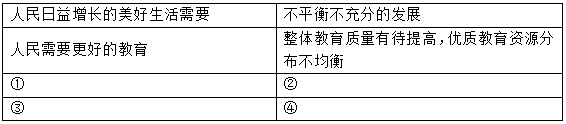 人民日益增长的美好生活需要 不平衡不充分的发展
人民需要更好的教育 整体教育质量有待提高，优质教育资源分
布不均衡
① ②
③ ④